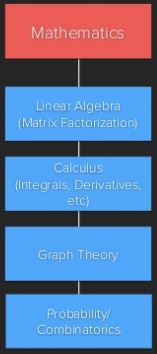 Mathematics
Linear Algebra
(Matrix Factorization)
Calculus
(Integrals, Derivatives,
etc)
Graph Theory
Probability/
Combinatorics